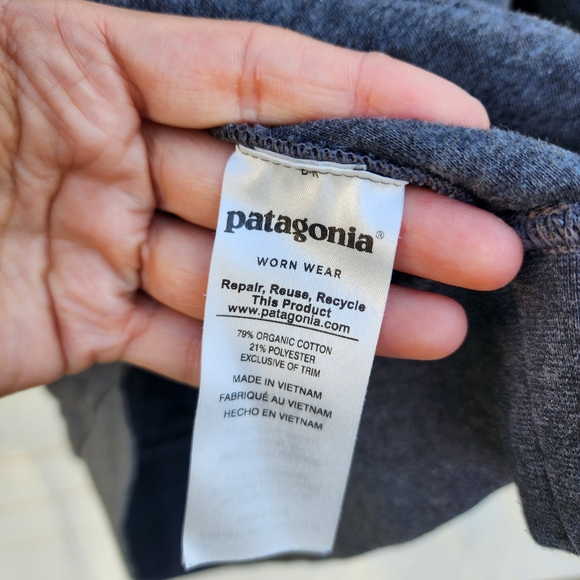 patagonia®
WORN WEAR
Repair, Reuse, Recycle
This Product
www.patagonia.com
79% ORGANIC COTTON
21% POLYESTER
EXCLUSIVE OF TRIM
MADE IN VIETNAM
FABRIQUÉ AU VIETNAM
HECHO EN VIETNAM